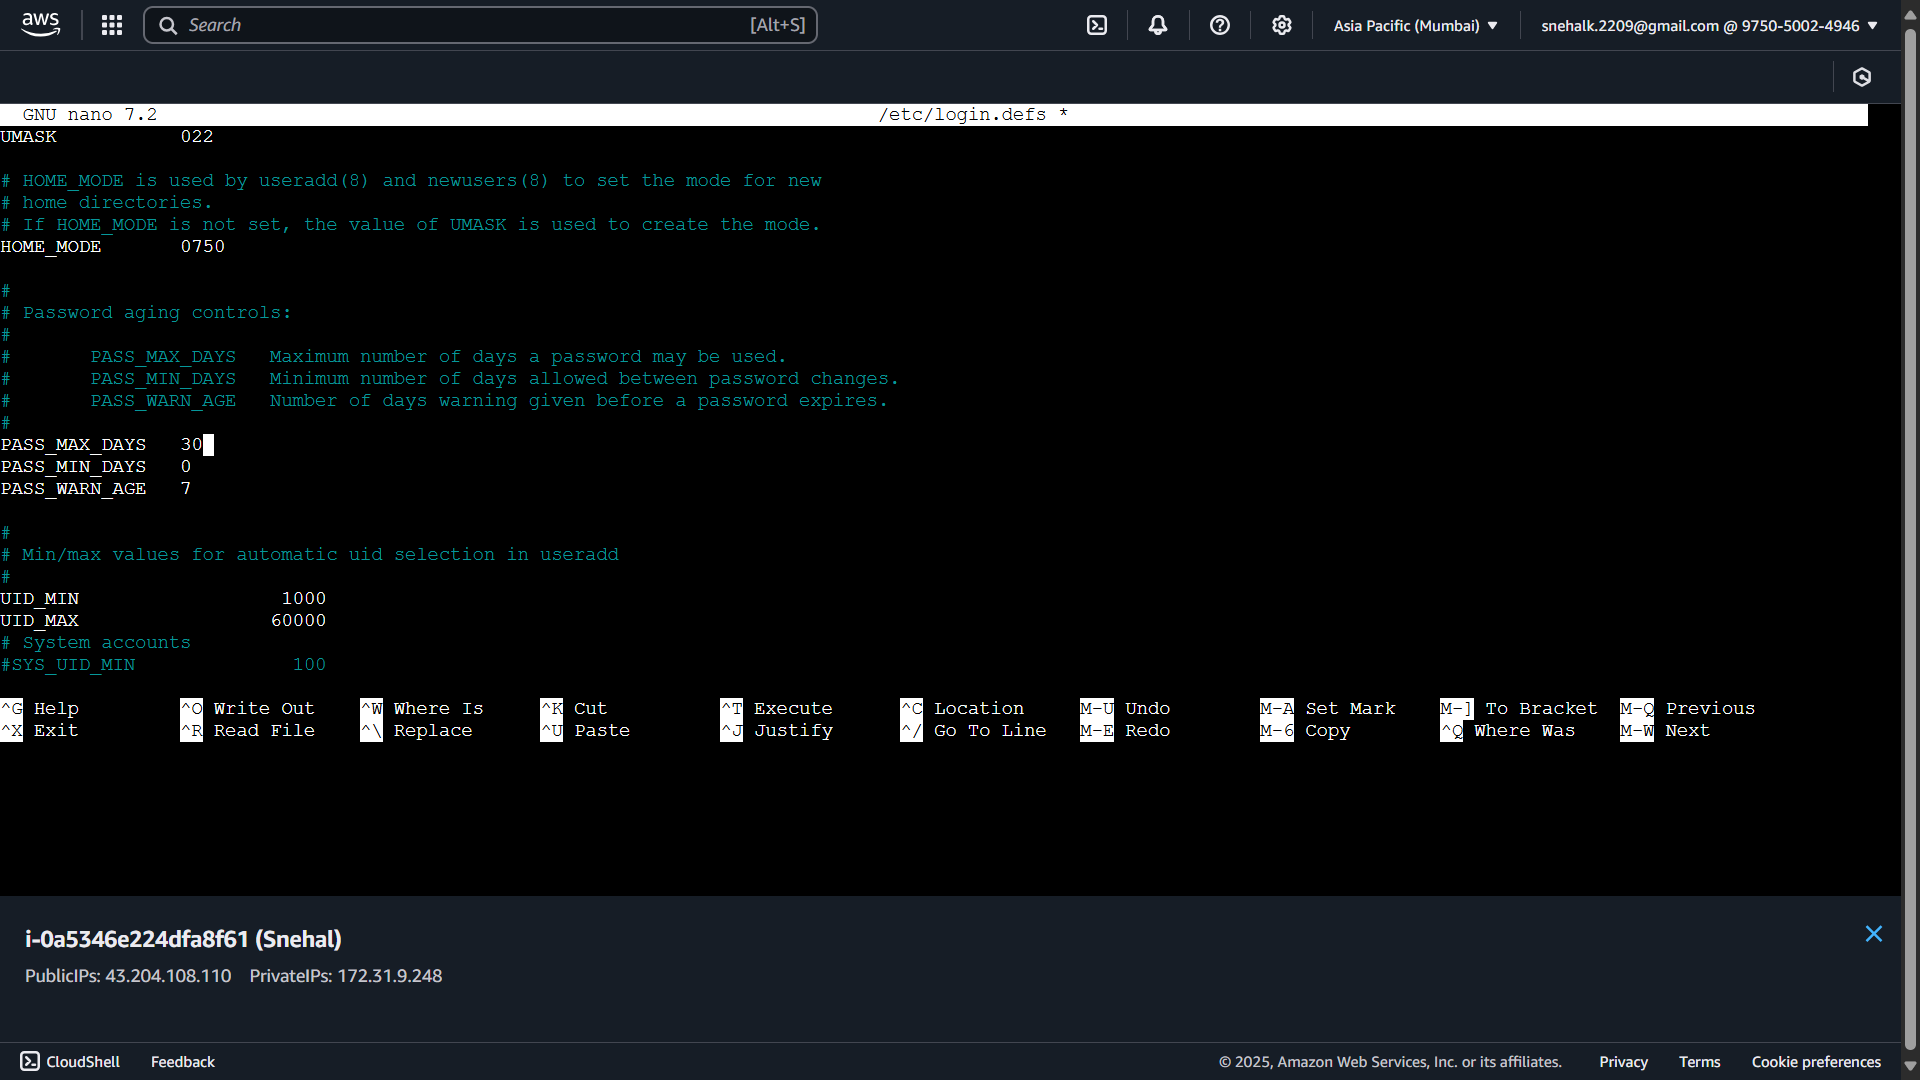 aws
Search [Alt+S]
Asia Pacific (Mumbai) ▼
snehalk.2209@gmail.com @ 9750-5002-4946 ▼
GNU nano 7.2 /etc/login.defs *
UMASK 022
# HOME_MODE is used by useradd(8) and newusers(8) to set the mode for new
# home directories.
# If HOME_MODE is not set, the value of UMASK is used to create the mode.
HOME_MODE 0750
#
# Password aging controls:
#
# PASS_MAX_DAYS Maximum number of days a password may be used.
# PASS_MIN_DAYS Minimum number of days allowed between password changes.
# PASS_WARN_AGE Number of days warning given before a password expires.
#
PASS_MAX_DAYS 30
PASS_MIN_DAYS 0
PASS_WARN_AGE 7
#
# Min/max values for automatic uid selection in useradd
#
UID_MIN 1000
UID_MAX 60000
# System accounts
#SYS_UID_MIN 100
^G Help ^O Write Out ^W Where Is ^K Cut ^T Execute ^C Location M-U Undo M-A Set Mark M-] To Bracket M-Q Previous
^X Exit ^R Read File ^\ Replace ^U Paste ^J Justify ^/ Go To Line M-E Redo M-6 Copy ^Q Where Was M-W Next
i-0a5346e224dfa8f61 (Snehal)
PublicIPs: 43.204.108.110 PrivateIPs: 172.31.9.248
CloudShell Feedback © 2025, Amazon Web Services, Inc. or its affiliates. Privacy Terms Cookie preferences